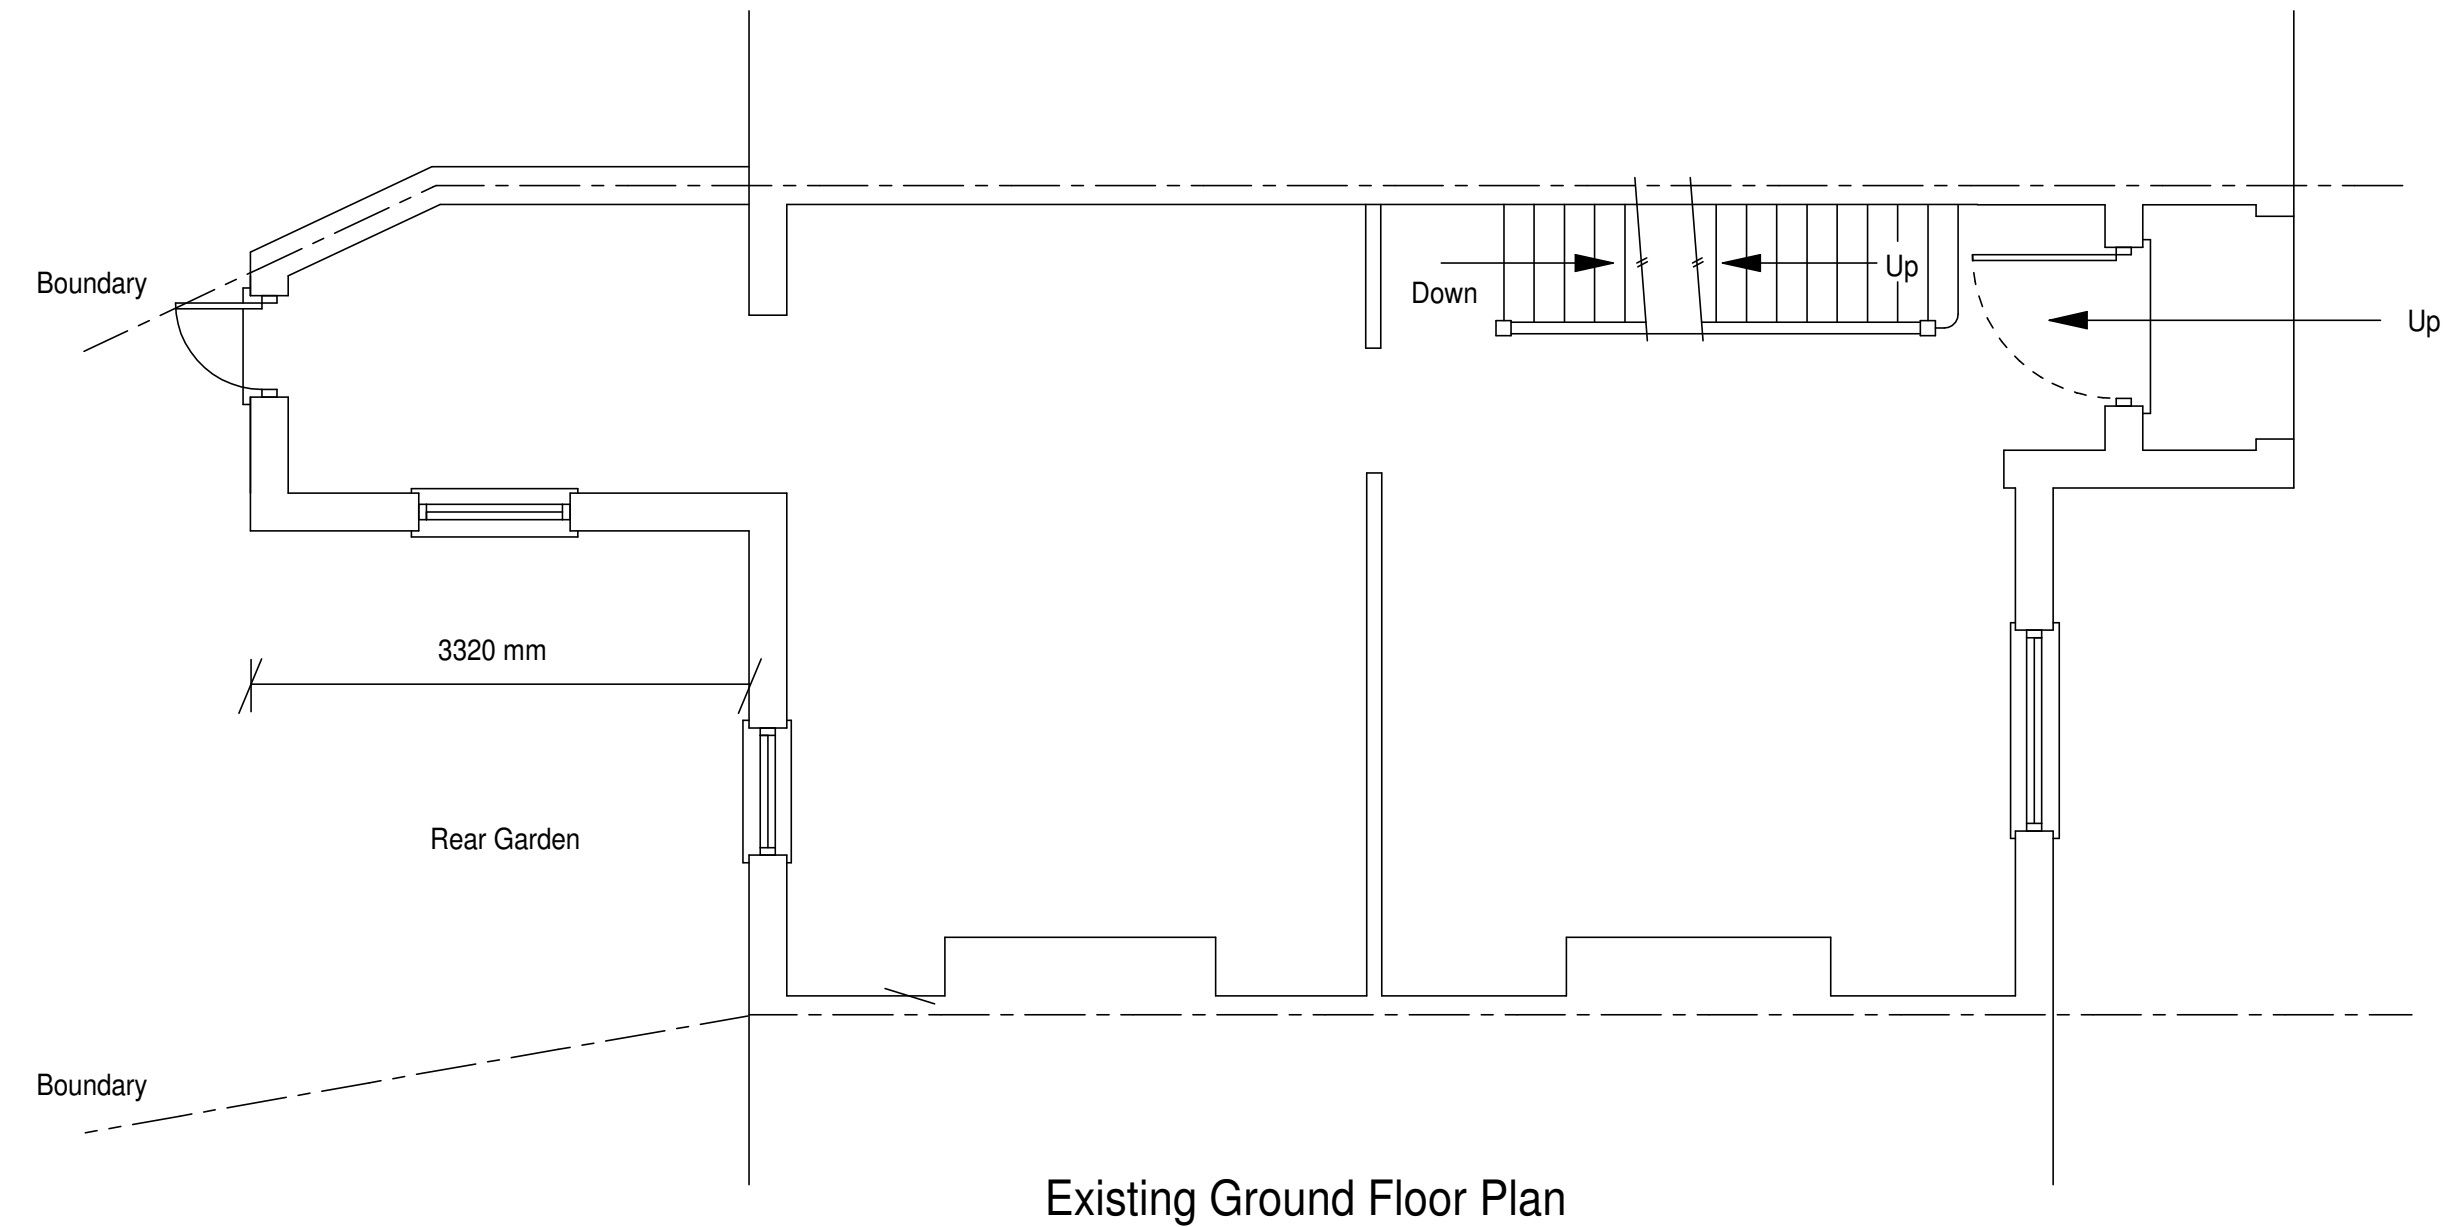 Boundary
Down
Up
Up
3320 mm
Rear Garden
Boundary
Existing Ground Floor Plan